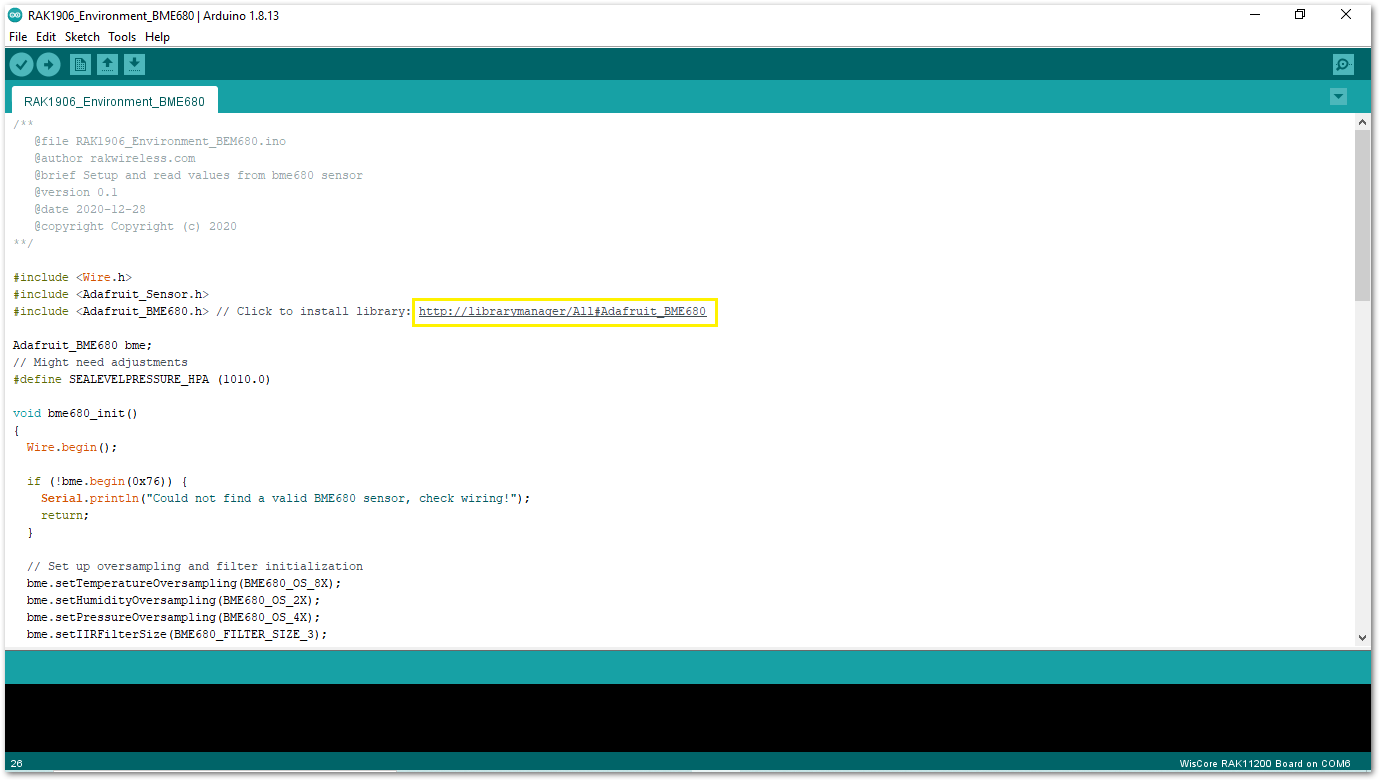 RAK1906_Environment_BME680 | Arduino 1.8.13
File Edit Sketch Tools Help
RAK1906_Environment_BME680
/**
   @file RAK1906_Environment_BEM680.ino
   @author rakwireless.com
   @brief Setup and read values from bme680 sensor
   @version 0.1
   @date 2020-12-28
   @copyright Copyright (c) 2020
**/
#include <Wire.h>
#include <Adafruit_Sensor.h>
#include <Adafruit_BME680.h> // Click to install library: http://librarymanager/All#Adafruit_BME680
Adafruit_BME680 bme;
// Might need adjustments
#define SEALEVELPRESSURE_HPA (1010.0)
void bme680_init()
{
  Wire.begin();
  if (!bme.begin(0x76)) {
    Serial.println("Could not find a valid BME680 sensor, check wiring!");
    return;
  }
  // Set up oversampling and filter initialization
  bme.setTemperatureOversampling(BME680_OS_8X);
  bme.setHumidityOversampling(BME680_OS_2X);
  bme.setPressureOversampling(BME680_OS_4X);
  bme.setIIRFilterSize(BME680_FILTER_SIZE_3);
26
WisCore RAK11200 Board on COM6